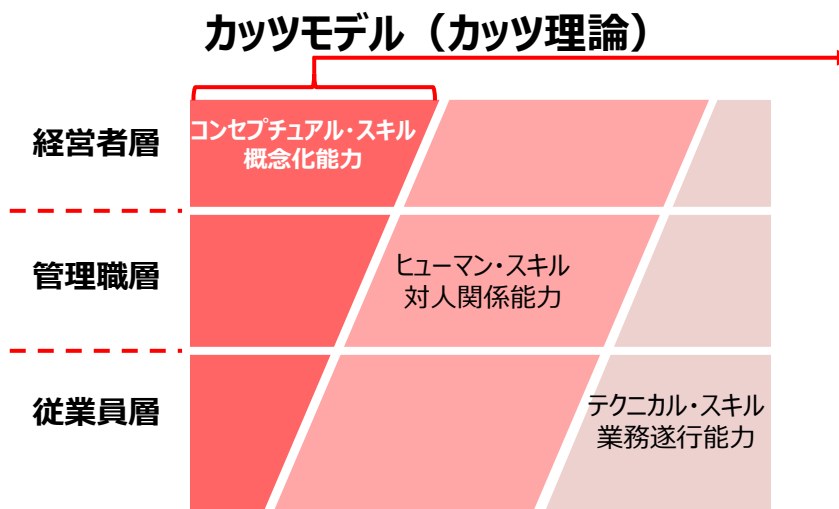 カッツモデル（カッツ理論）
経営者層
コンセプチュアル・スキル
概念化能力
管理職層
ヒューマン・スキル
対人関係能力
従業員層
テクニカル・スキル
業務遂行能力